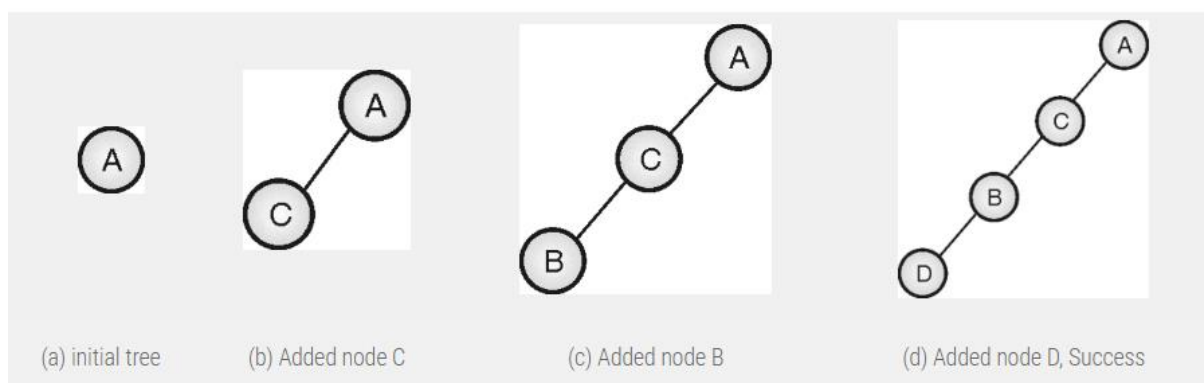 A
A
C
A
C
B
A
C
B
D
(a) initial tree
(b) Added node C
(c) Added node B
(d) Added node D, Success